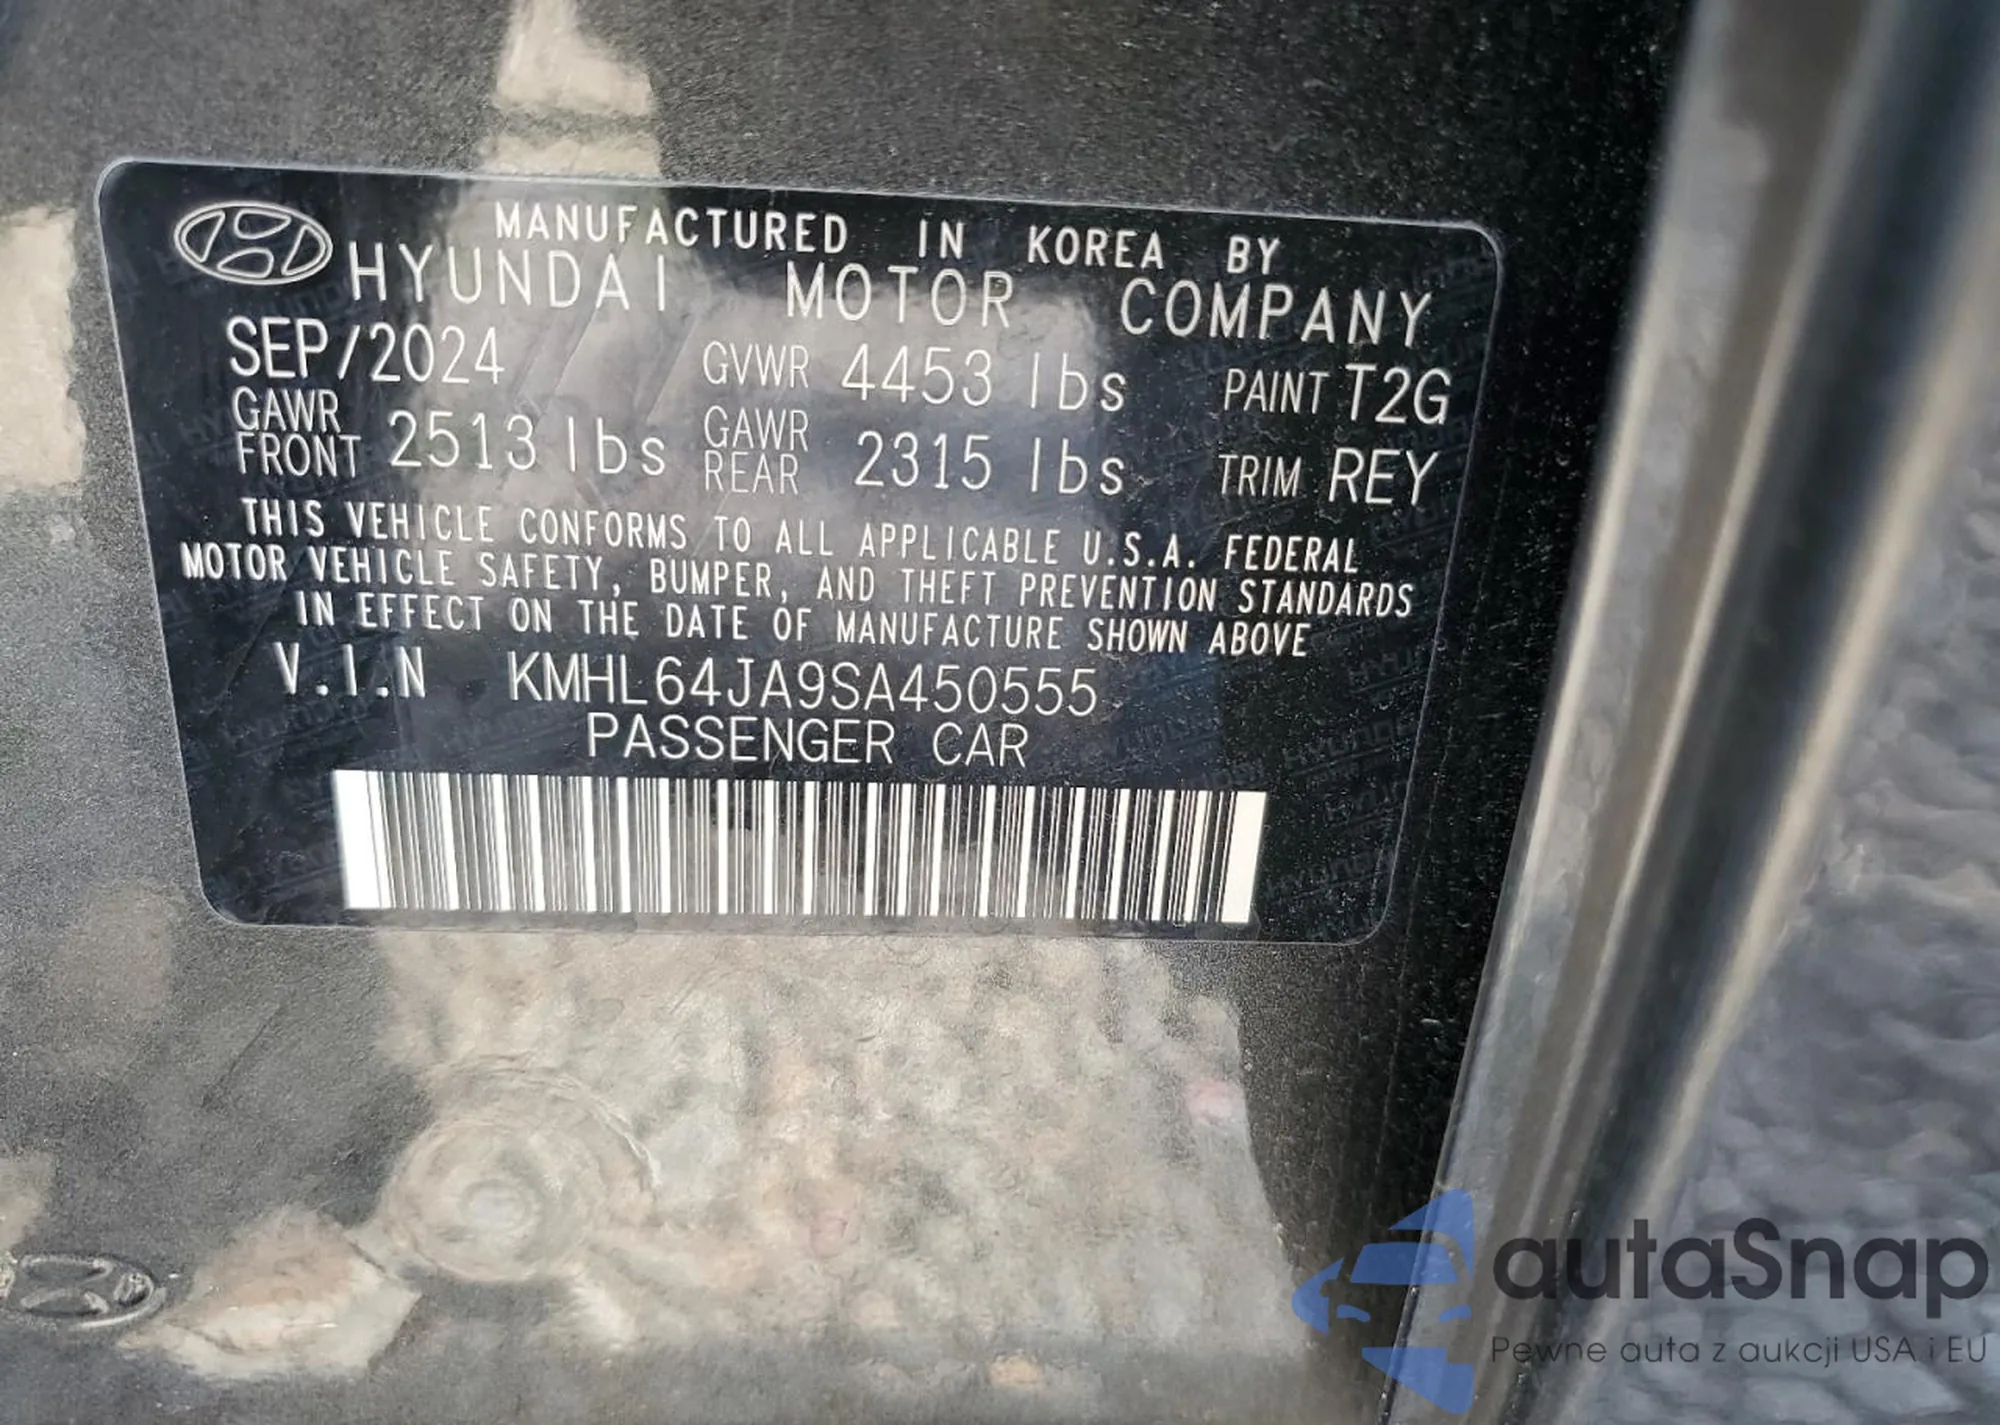 MANUFACTURED IN KOREA BY
HYUNDAI MOTOR COMPANY
SEP/2024 GVWR 4453 lbs PAINT T2G
GAWR FRONT 2513 lbs GAWR REAR 2315 lbs TRIM REY
THIS VEHICLE CONFORMS TO ALL APPLICABLE U.S.A. FEDERAL
MOTOR VEHICLE SAFETY, BUMPER, AND THEFT PREVENTION STANDARDS
IN EFFECT ON THE DATE OF MANUFACTURE SHOWN ABOVE
V.I.N KMHL64JA9SA450555
PASSENGER CAR
autaSnap
Pewne auta z aukcji USA i EU